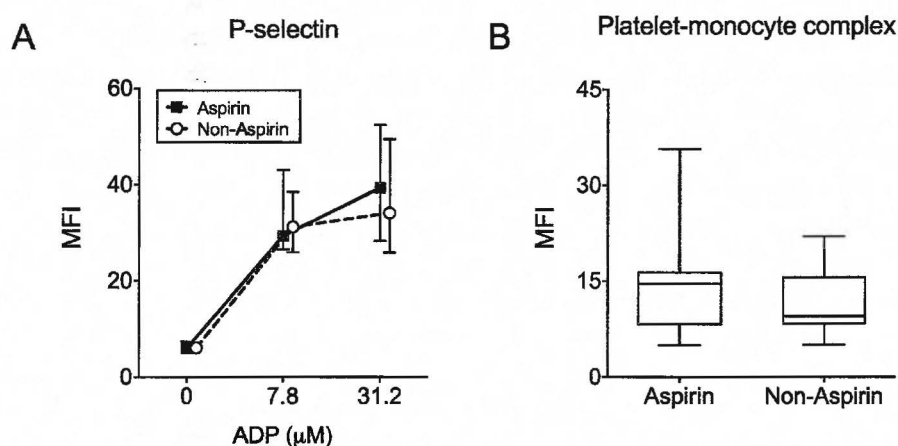 A
P-selectin
60
40
20
0
MFI
Aspirin
Non-Aspirin
0
7.8
31.2
ADP (μM)
B
Platelet-monocyte complex
45
30
15
0
MFI
Aspirin
Non-Aspirin